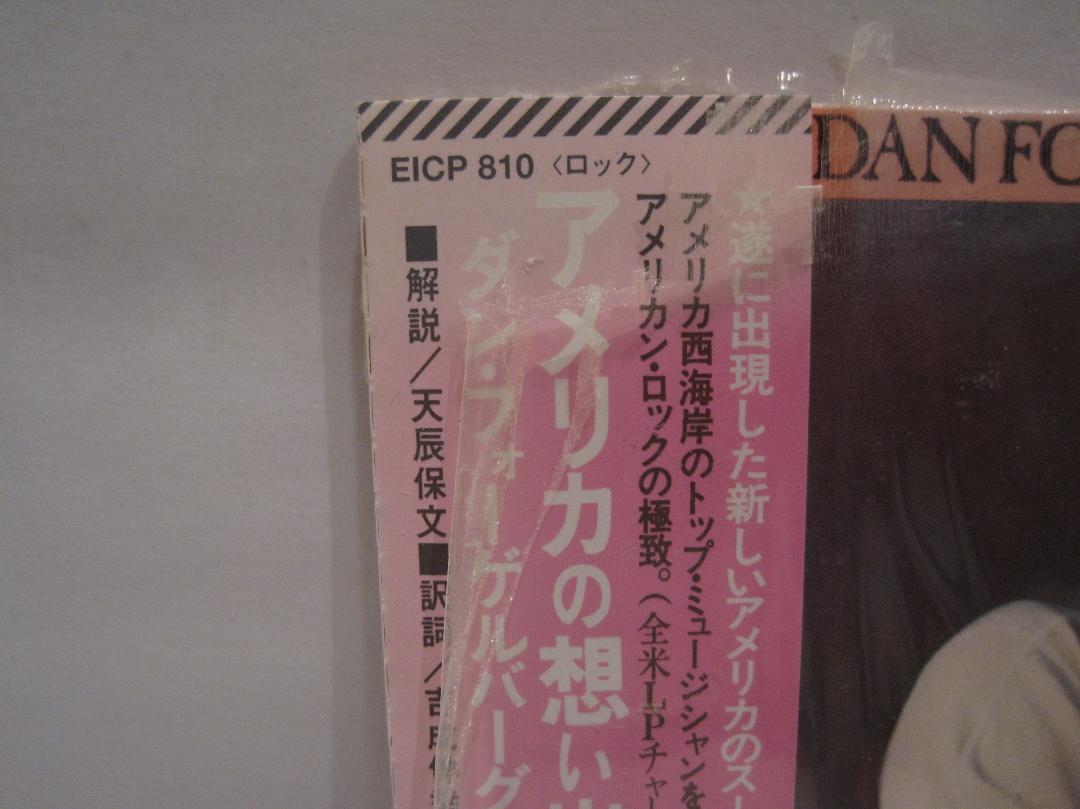 EICP 810 〈ロック〉
DAN FO
★遂に出現した新しいアメリカのス
アメリカ西海岸のトップ・ミュージシャンを
アメリカン・ロックの極致。(全米LPチャ
アメリカの想い
ダン・フォーゲルバーグ
■解説/天辰保文■訳詞/